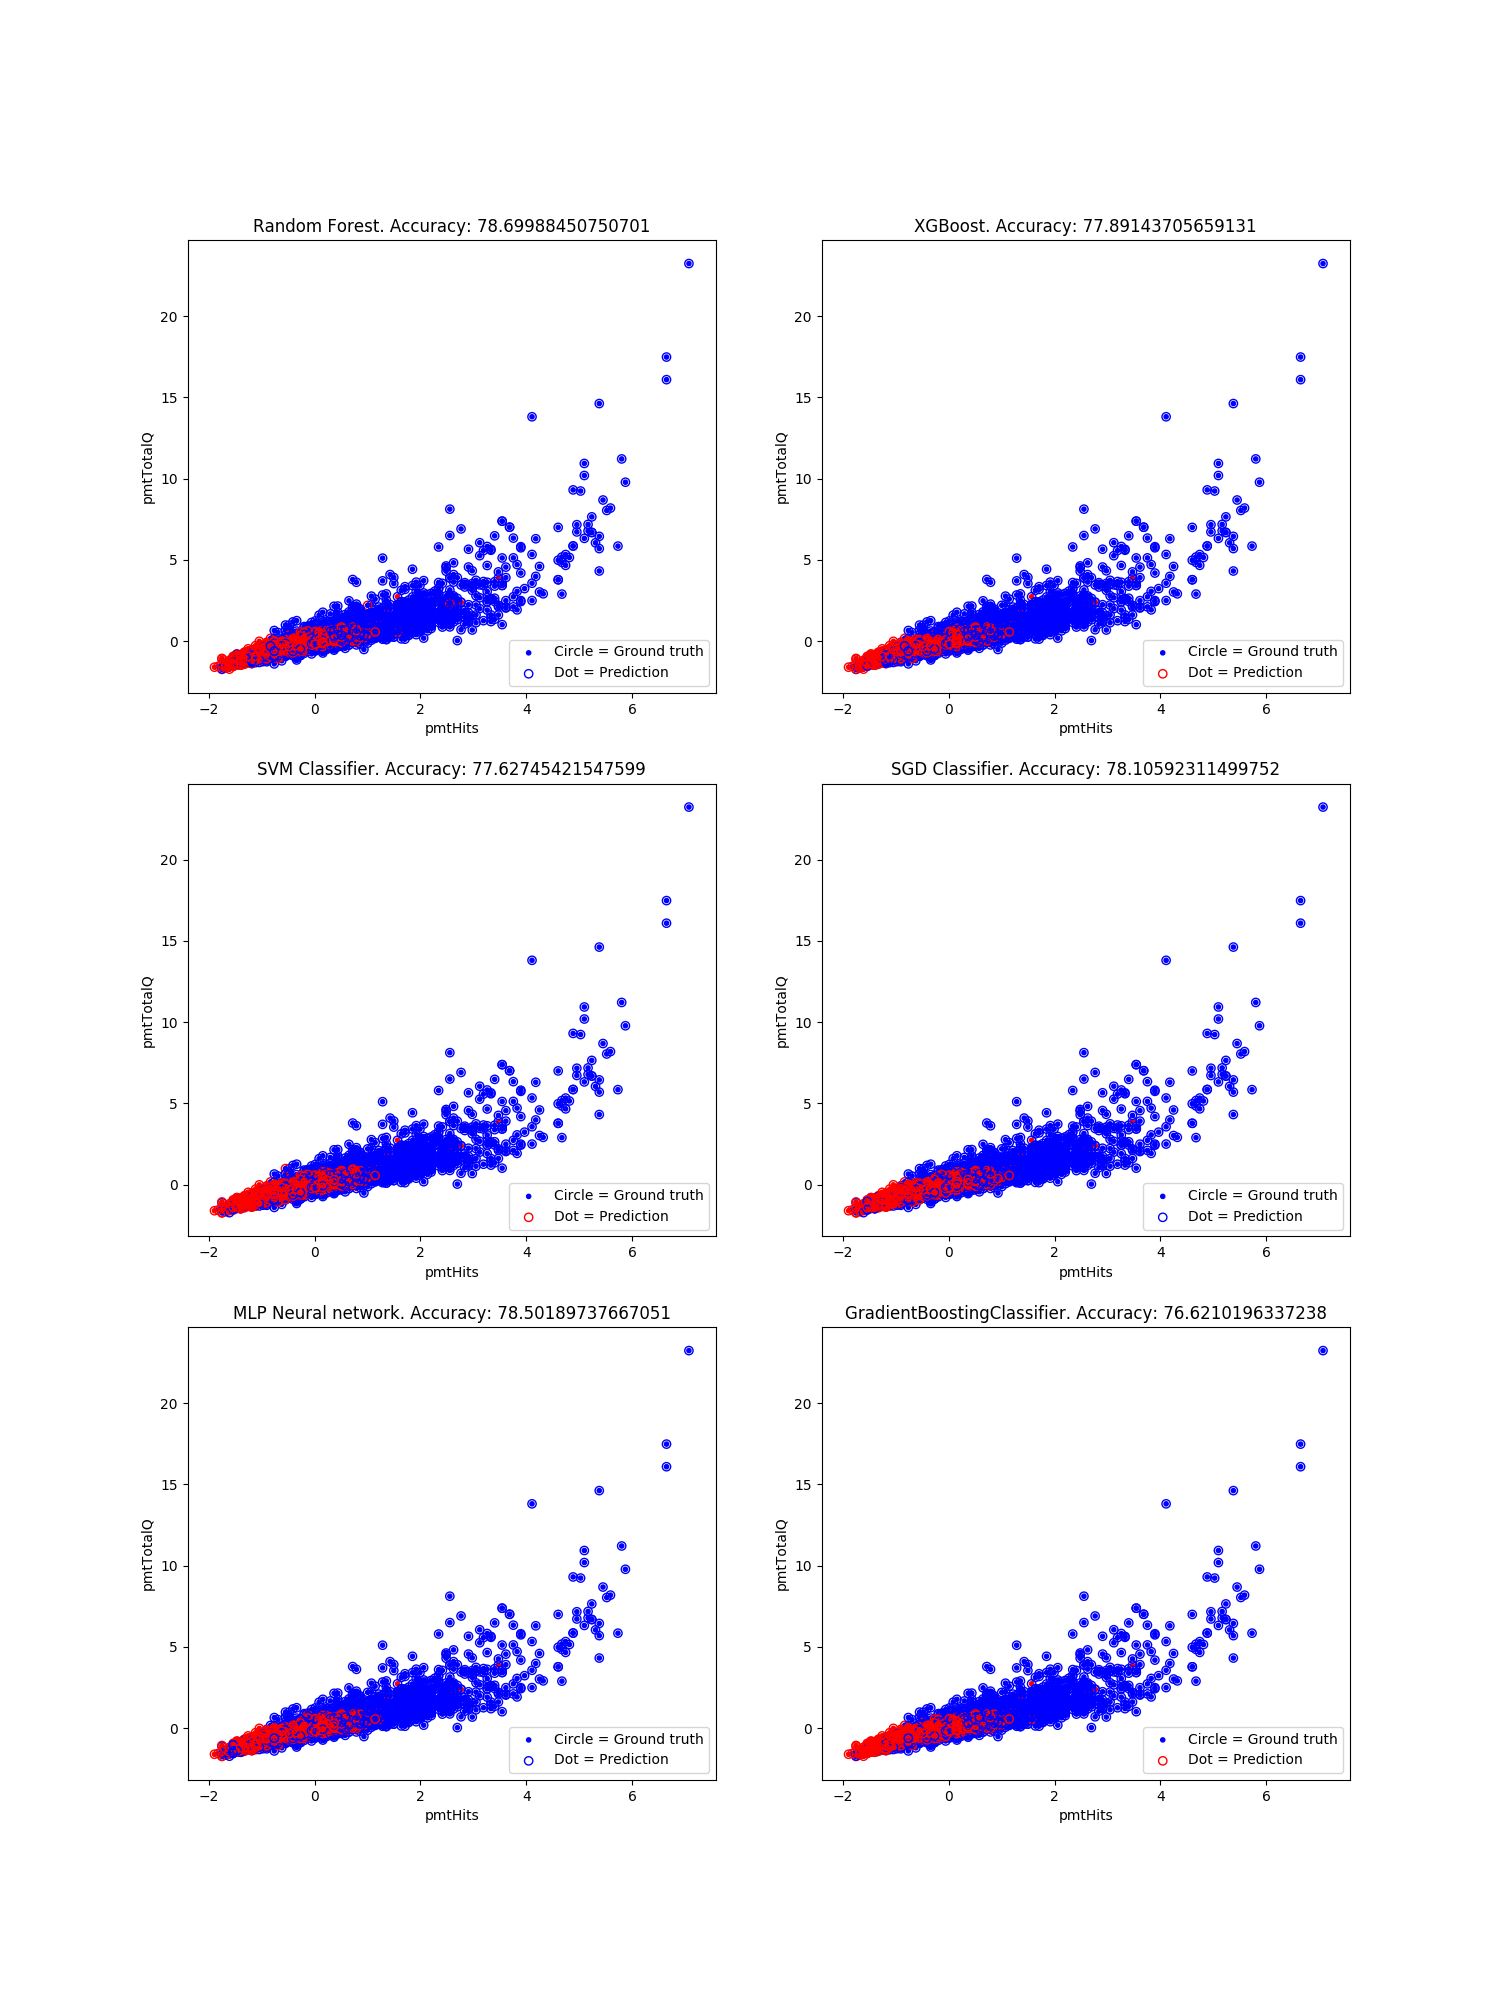 Random Forest. Accuracy: 78.69988450750701
pmtTotalQ
20
15
10
5
0
−2 0 2 4 6
pmtHits
Circle = Ground truth
Dot = Prediction
XGBoost. Accuracy: 77.89143705659131
pmtTotalQ
20
15
10
5
0
−2 0 2 4 6
pmtHits
Circle = Ground truth
Dot = Prediction
SVM Classifier. Accuracy: 77.62745421547599
pmtTotalQ
20
15
10
5
0
−2 0 2 4 6
pmtHits
Circle = Ground truth
Dot = Prediction
SGD Classifier. Accuracy: 78.10592311499752
pmtTotalQ
20
15
10
5
0
−2 0 2 4 6
pmtHits
Circle = Ground truth
Dot = Prediction
MLP Neural network. Accuracy: 78.50189737667051
pmtTotalQ
20
15
10
5
0
−2 0 2 4 6
pmtHits
Circle = Ground truth
Dot = Prediction
GradientBoostingClassifier. Accuracy: 76.6210196337238
pmtTotalQ
20
15
10
5
0
−2 0 2 4 6
pmtHits
Circle = Ground truth
Dot = Prediction